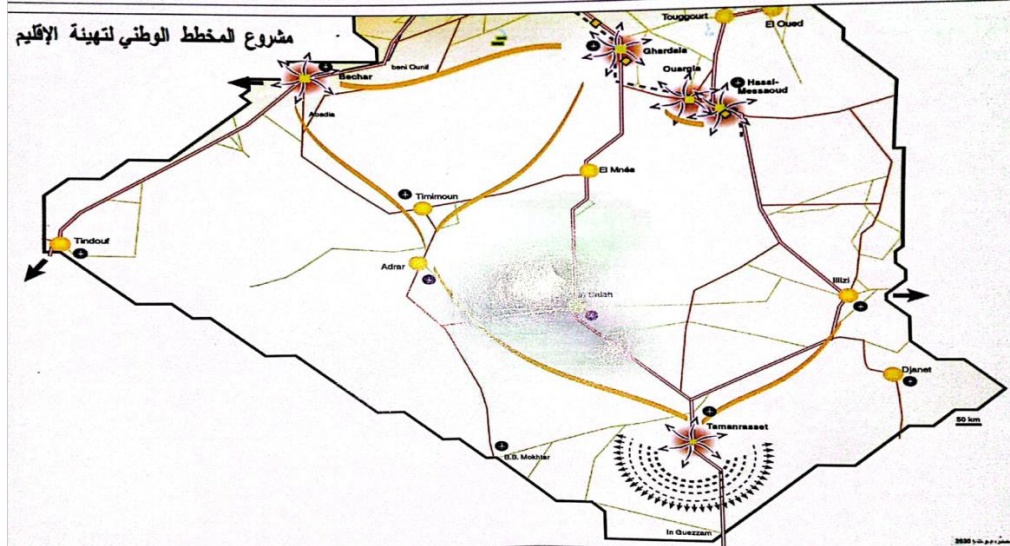 مشروع المخطط الوطني لتهيئة الإقليم
Touggourt
El Oued
Ghardaia
Ouargla
Hassi-
Messaoud
beni Ounif
Bechar
Abadla
El Mnéa
Timimoun
Tindouf
Adrar
Illizi
Djanet
50 km
Tamanrasset
B.B. Mokhtar
In Guezzam